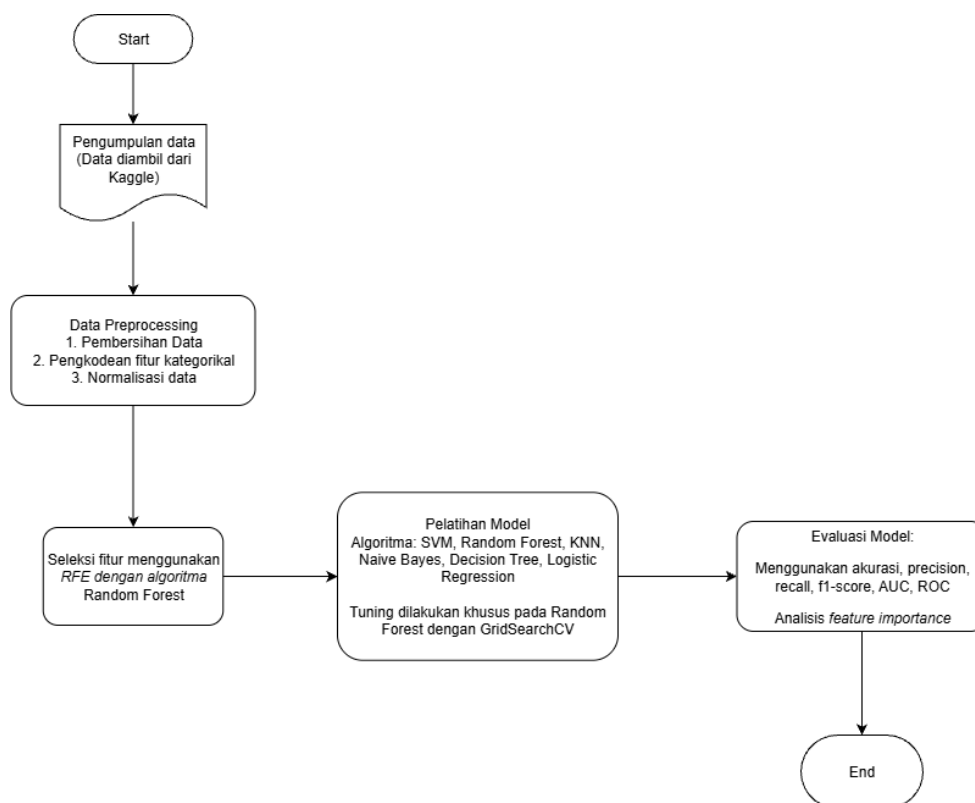 Start
Pengumpulan data
(Data diambil dari
Kaggle)
Data Preprocessing
1. Pembersihan Data
2. Pengkodean fitur kategorikal
3. Normalisasi data
Seleksi fitur menggunakan
RFE dengan algoritma
Random Forest
Pelatihan Model
Algoritma: SVM, Random Forest, KNN,
Naive Bayes, Decision Tree, Logistic
Regression
Tuning dilakukan khusus pada Random
Forest dengan GridSearchCV
Evaluasi Model:
Menggunakan akurasi, precision,
recall, f1-score, AUC, ROC
Analisis feature importance
End